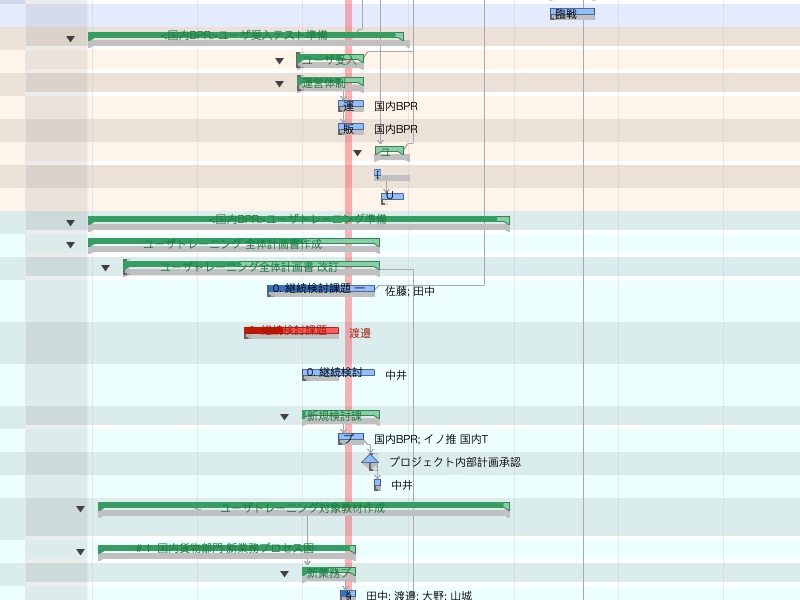 臨戦
<国内BPR>ユーザ受入テスト準備
ユーザ受入
運営体制
運 国内BPR
販 国内BPR
ユ
U
<国内BPR>ユーザトレーニング準備
ユーザトレーニング 全体計画書作成
ユーザトレーニング全体計画書 改訂
0. 継続検討課題 一 佐藤; 田中
0. 継続検討課題 渡邉
0. 継続検討 中井
新規検討課
プ 国内BPR; イノ推 国内T
プロジェクト内部計画承認
中井
ユーザトレーニング対象教材作成
#1 国内貨物部門 新業務プロセス図
新業務プ
田中; 渡邉; 大野; 山城